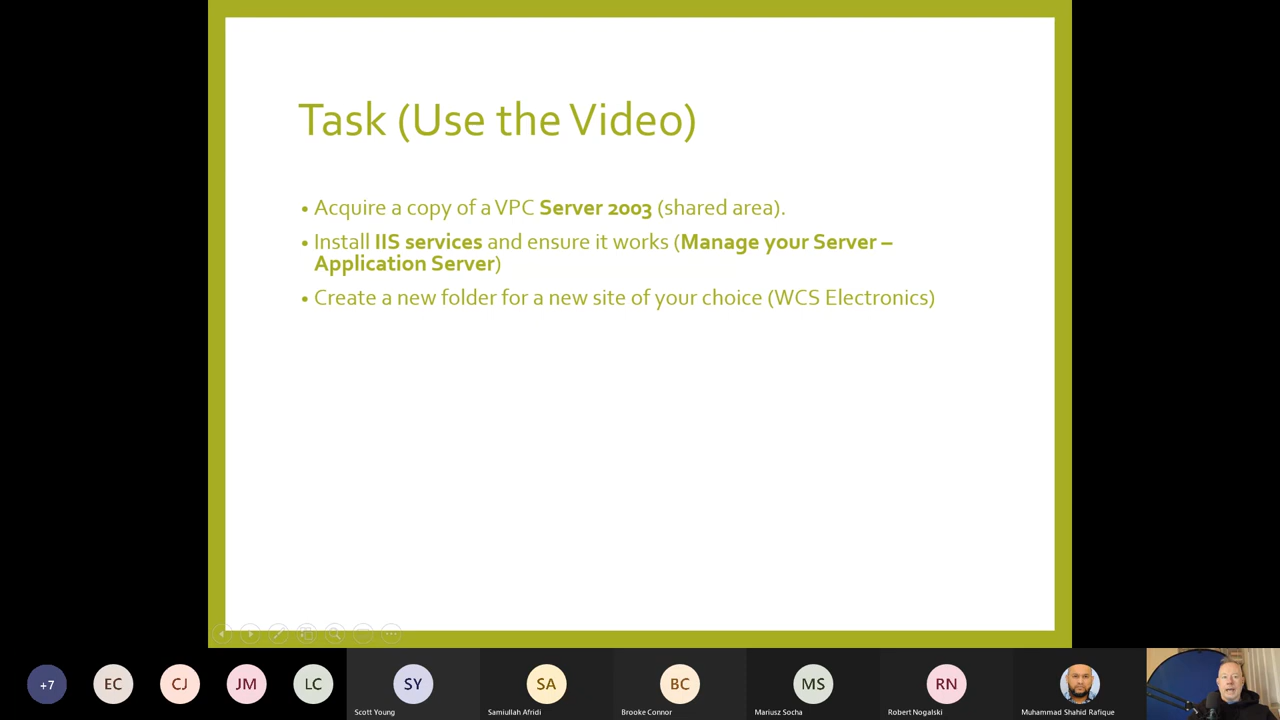 Task (Use the Video)
• Acquire a copy of a VPC Server 2003 (shared area).
• Install IIS services and ensure it works (Manage your Server –
Application Server)
• Create a new folder for a new site of your choice (WCS Electronics)
+7
EC
CJ
JM
LC
SY
SA
BC
MS
RN
Scott Young
Samiullah Afridi
Brooke Connor
Mariusz Socha
Robert Nogalski
Muhammad Shahid Rafique